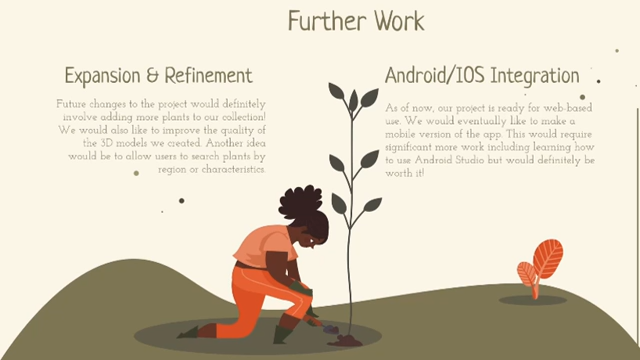 Further Work
Expansion & Refinement
Future changes to the project would definitely
involve adding more plants to our collection!
We would also like to improve the quality of
the 3D models we created. Another idea
would be to allow users to search plants by
region or characteristics.
Android/IOS Integration
As of now, our project is ready for web-based
use. We would eventually like to make a
mobile version of the app. This would require
significant more work including learning how
to use Android Studio but would definitely be
worth it!